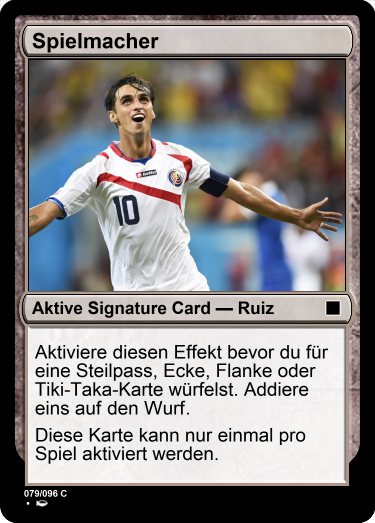 Spielmacher
lotto
10
Aktive Signature Card — Ruiz
Aktiviere diesen Effekt bevor du für
eine Steilpass, Ecke, Flanke oder
Tiki-Taka-Karte würfelst. Addiere
eins auf den Wurf.
Diese Karte kann nur einmal pro
Spiel aktiviert werden.
079/096 C